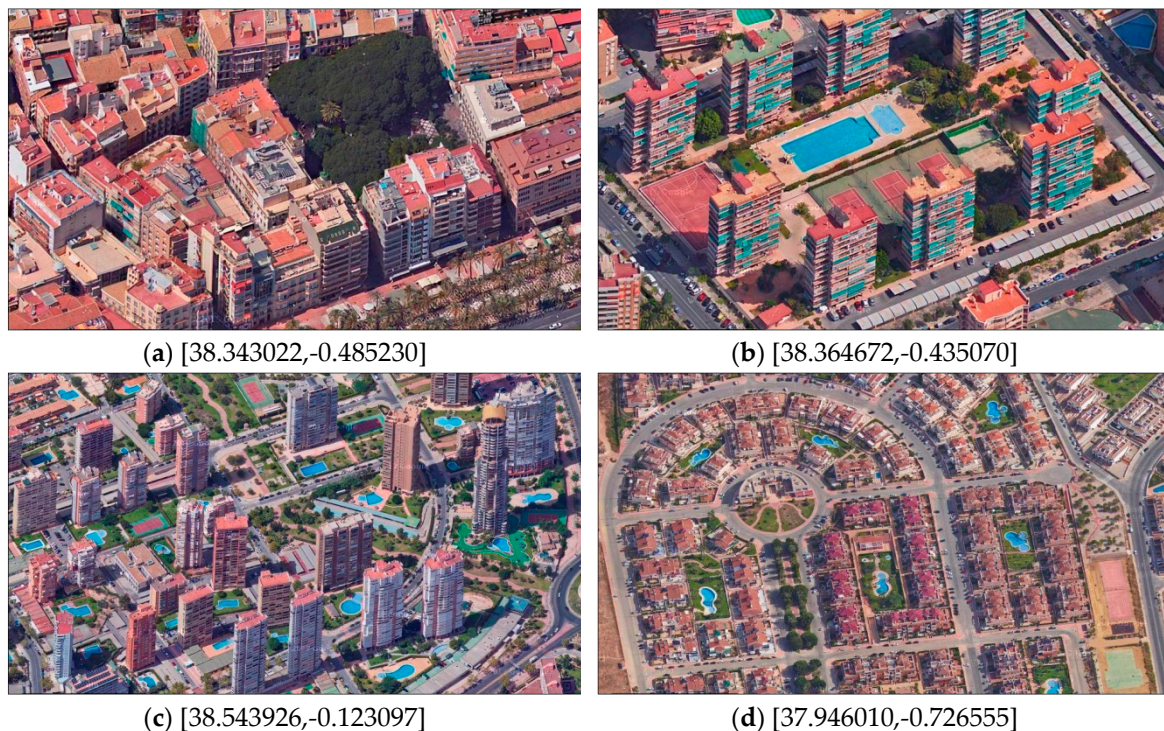 (a) [38.343022,-0.485230]
(b) [38.364672,-0.435070]
(c) [38.543926,-0.123097]
(d) [37.946010,-0.726555]